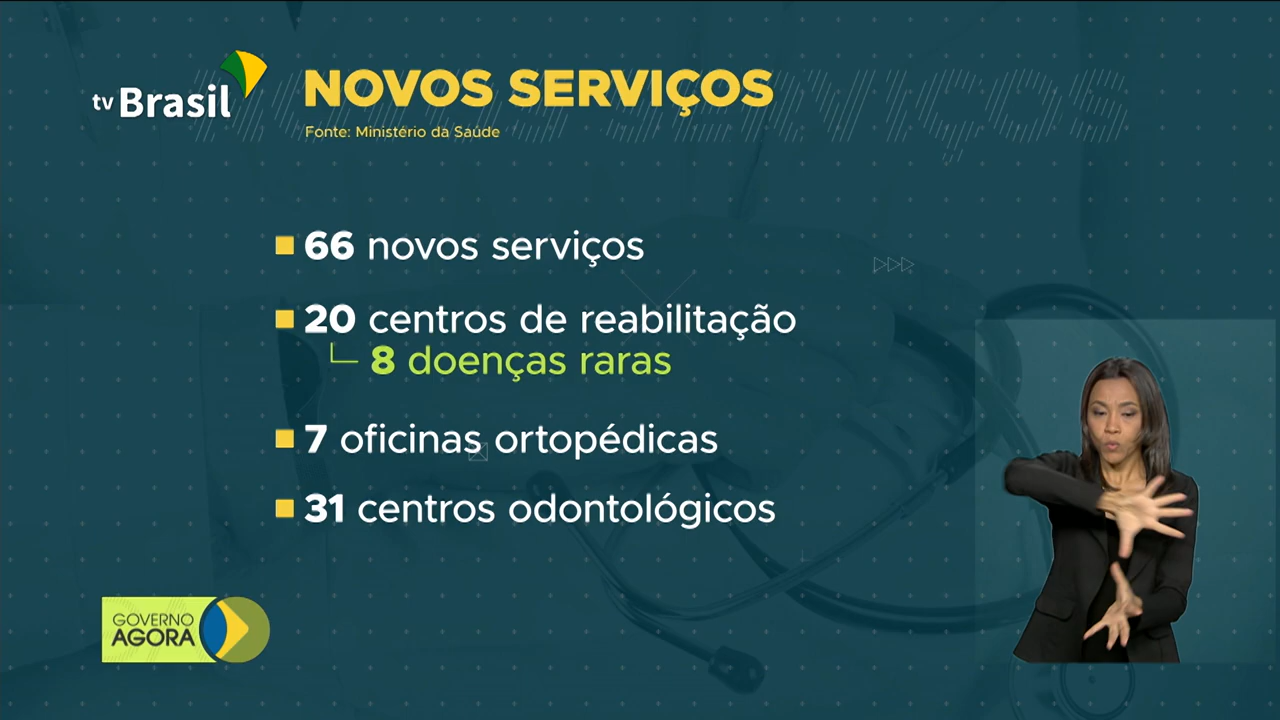 tv Brasil
NOVOS SERVIÇOS
Fonte: Ministério da Saúde
66 novos serviços
20 centros de reabilitação
8 doenças raras
7 oficinas ortopédicas
31 centros odontológicos
GOVERNO
AGORA